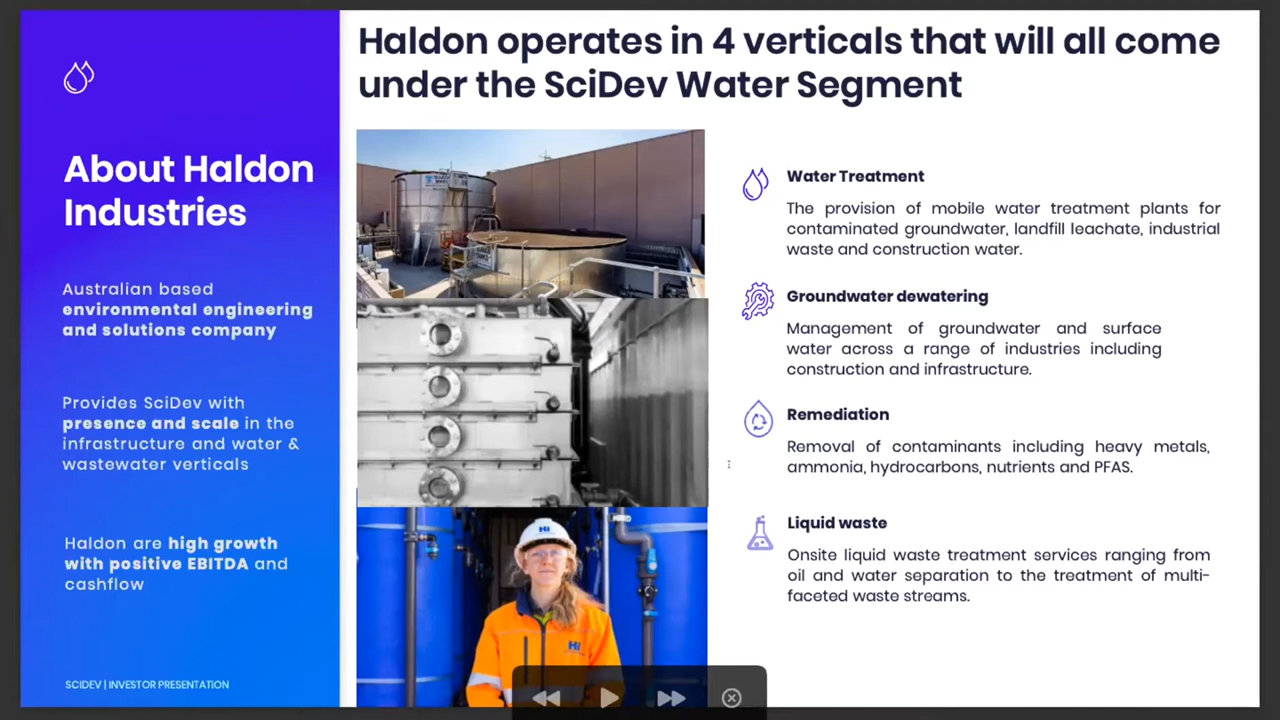 Haldon operates in 4 verticals that will all come
under the SciDev Water Segment
About Haldon
Industries
Australian based
environmental engineering
and solutions company
Provides SciDev with
presence and scale in the
infrastructure and water &
wastewater verticals
Haldon are high growth
with positive EBITDA and
cashflow
SCIDEV | INVESTOR PRESENTATION
Hi
Hi
Water Treatment
The provision of mobile water treatment plants for
contaminated groundwater, landfill leachate, industrial
waste and construction water.
Groundwater dewatering
Management of groundwater and surface
water across a range of industries including
construction and infrastructure.
Remediation
Removal of contaminants including heavy metals,
ammonia, hydrocarbons, nutrients and PFAS.
Liquid waste
Onsite liquid waste treatment services ranging from
oil and water separation to the treatment of multi-
faceted waste streams.